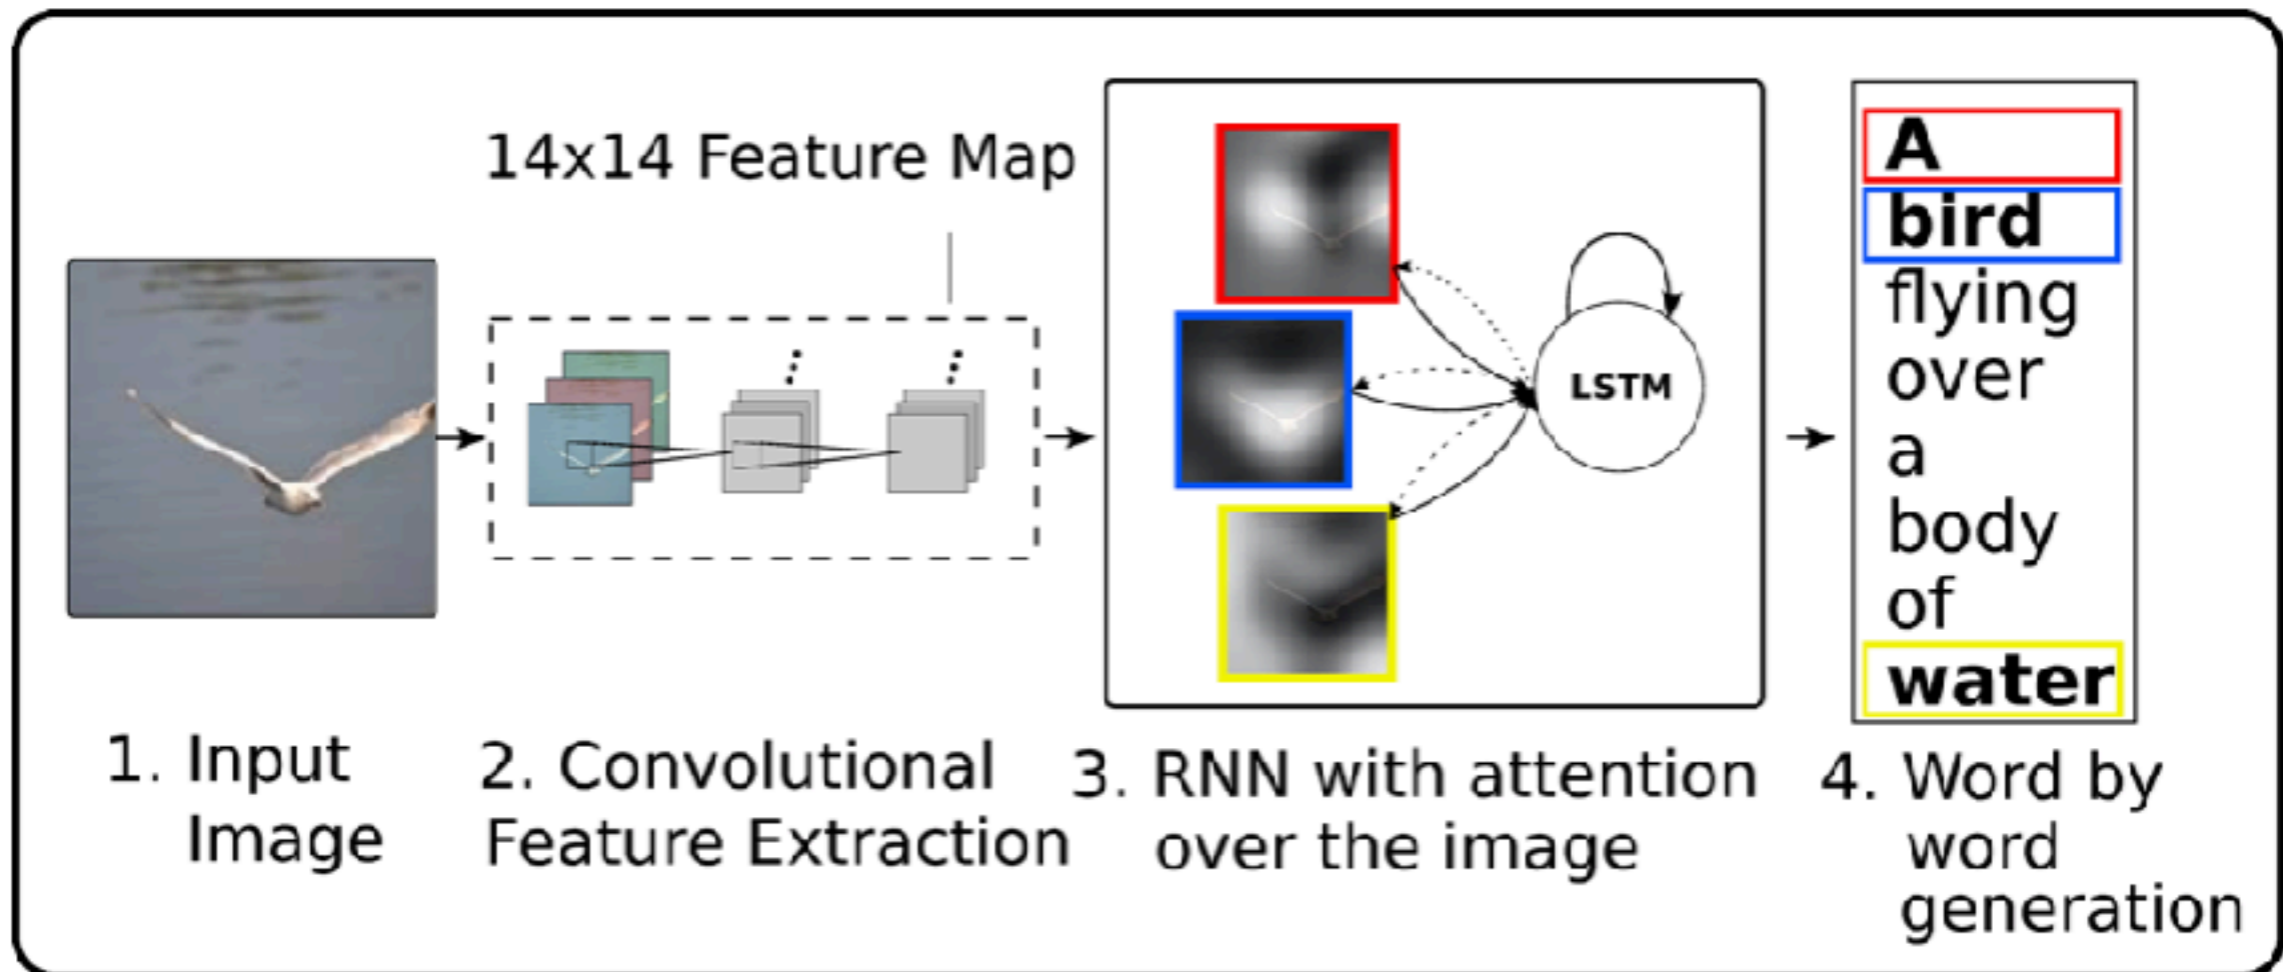 14x14 Feature Map
LSTM
A
bird
flying
over
a
body
of
water
1. Input
Image
2. Convolutional
Feature Extraction
3. RNN with attention
over the image
4. Word by
word
generation